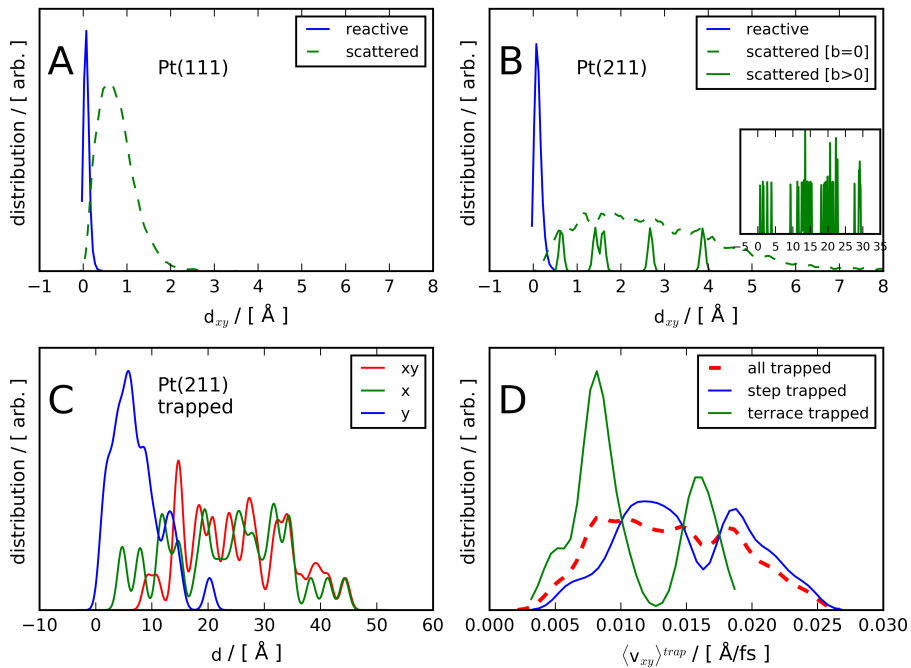 A
Pt(111)
reactive
scattered
distribution / [ arb. ]
−1 0 1 2 3 4 5 6 7 8
d_xy / [ Å ]
B
Pt(211)
reactive
scattered [b=0]
scattered [b>0]
distribution / [ arb. ]
−5 0 5 10 15 20 25 30 35
−1 0 1 2 3 4 5 6 7 8
d_xy / [ Å ]
C
Pt(211)
trapped
xy
x
y
distribution / [ arb. ]
−10 0 10 20 30 40 50 60
d / [ Å ]
D
all trapped
step trapped
terrace trapped
distribution / [ arb. ]
0.000 0.005 0.010 0.015 0.020 0.025 0.030
⟨v_xy⟩^trap / [ Å/fs ]